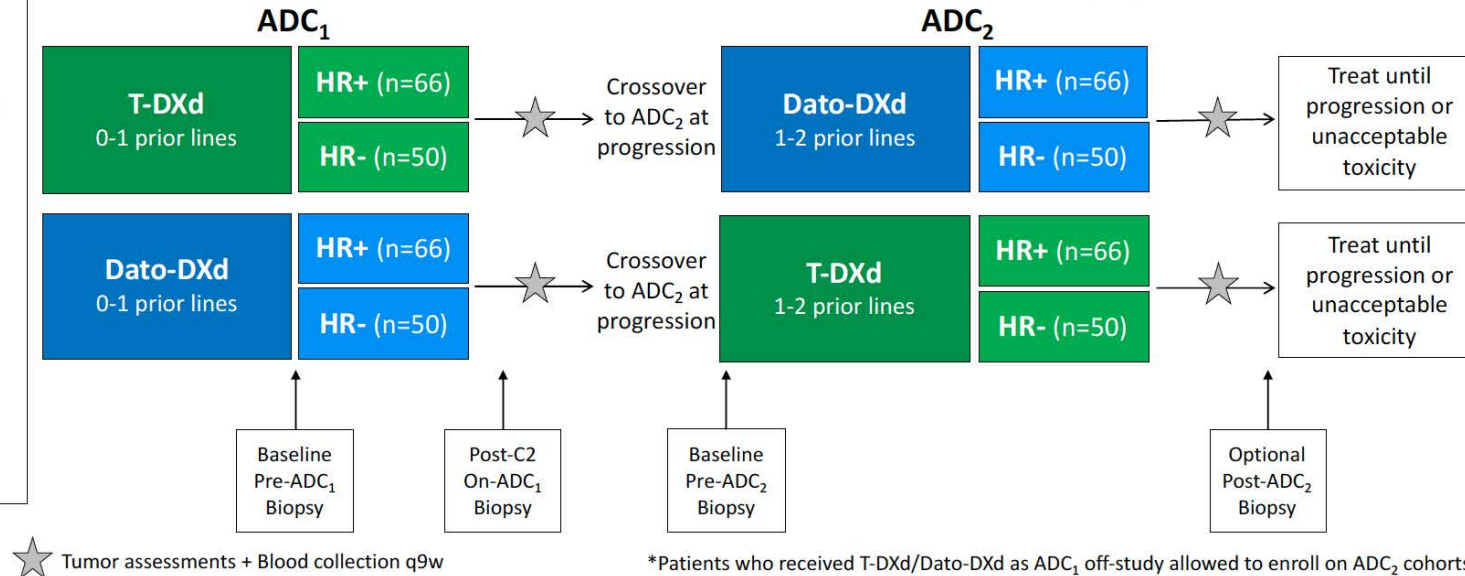 ADC₁
ADC₂
T-DXd
0-1 prior lines
HR+ (n=66)
HR- (n=50)
Crossover
to ADC₂ at
progression
Dato-DXd
1-2 prior lines
HR+ (n=66)
HR- (n=50)
Treat until
progression or
unacceptable
toxicity
Dato-DXd
0-1 prior lines
HR+ (n=66)
HR- (n=50)
Crossover
to ADC₂ at
progression
T-DXd
1-2 prior lines
HR+ (n=66)
HR- (n=50)
Treat until
progression or
unacceptable
toxicity
Baseline
Pre-ADC₁
Biopsy
Post-C2
On-ADC₁
Biopsy
Baseline
Pre-ADC₂
Biopsy
Optional
Post-ADC₂
Biopsy
Tumor assessments + Blood collection q9w
*Patients who received T-DXd/Dato-DXd as ADC₁ off-study allowed to enroll on ADC₂ cohorts